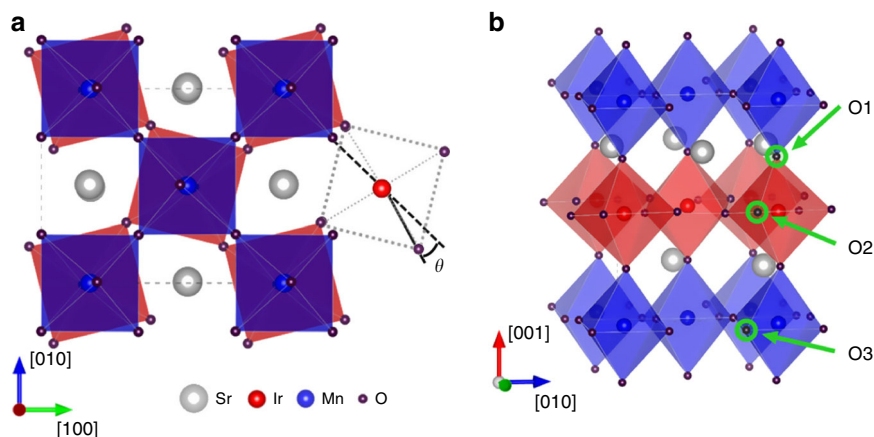 a
θ
[010]
[100]
Sr
Ir
Mn
O
b
O1
O2
O3
[001]
[010]